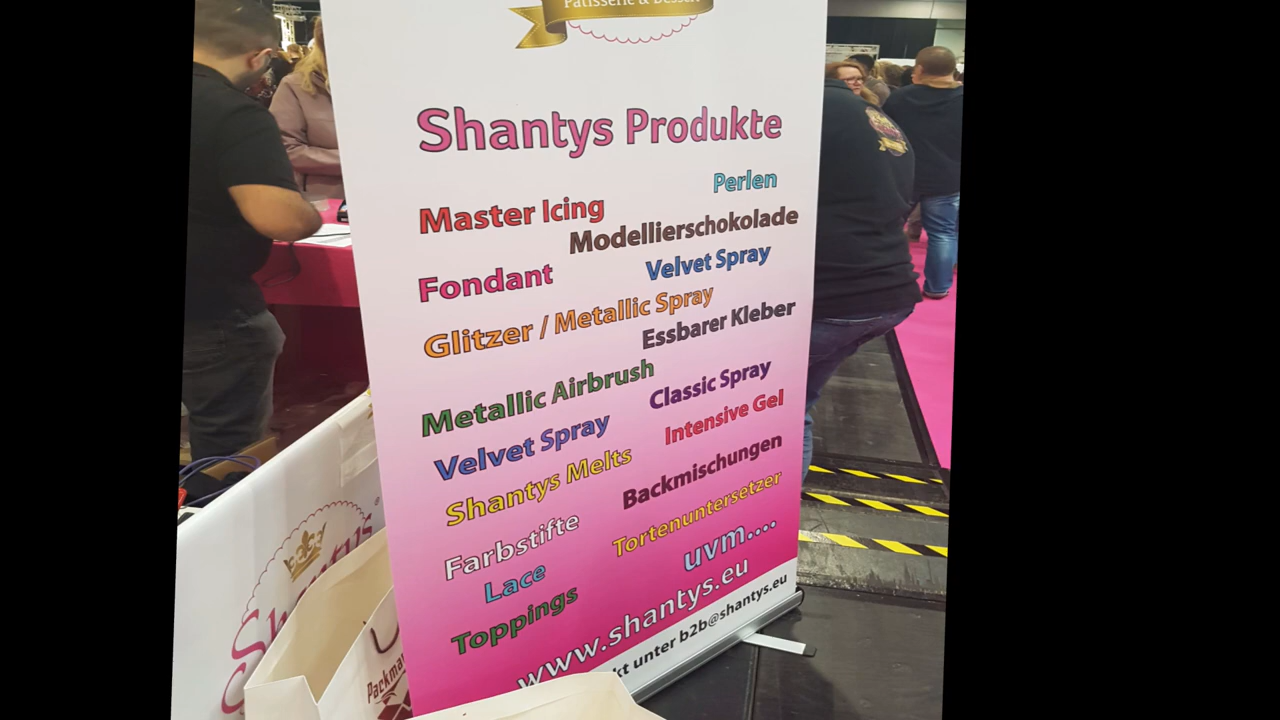 Patisserie & Dessert
Shantys Produkte
Perlen
Master Icing
Modellierschokolade
Fondant
Velvet Spray
Glitzer / Metallic Spray
Essbarer Kleber
Metallic Airbrush
Classic Spray
Velvet Spray
Intensive Gel
Shantys Melts
Backmischungen
Farbstifte
Tortenuntersetzer
Lace
uvm....
Toppings
www.shantys.eu
unter b2b@shantys.eu
Shantys